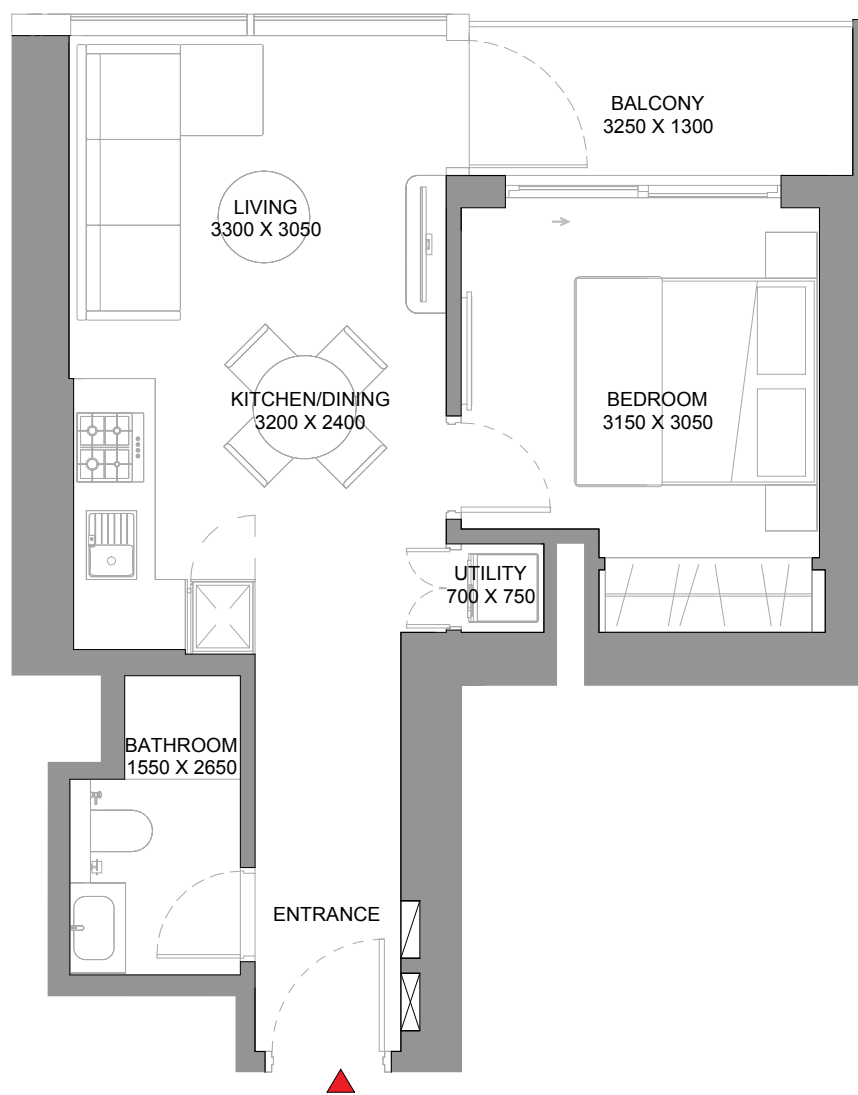 BALCONY
3250 X 1300
LIVING
3300 X 3050
KITCHEN/DINING
3200 X 2400
BEDROOM
3150 X 3050
UTILITY
700 X 750
BATHROOM
1550 X 2650
ENTRANCE